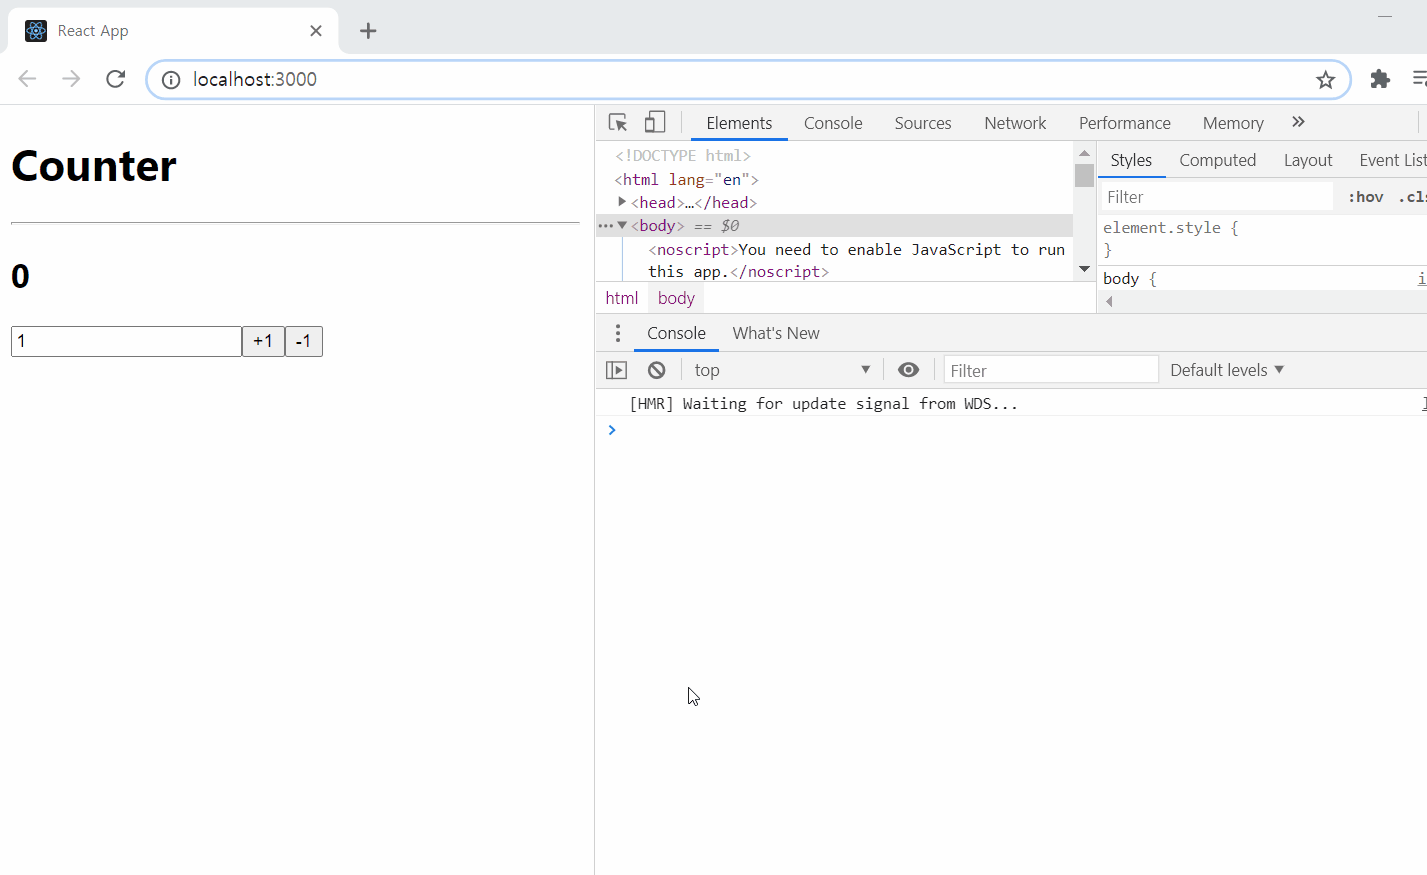 React App
localhost:3000
Counter
0
1
+1
-1
Elements
Console
Sources
Network
Performance
Memory
<!DOCTYPE html>
<html lang="en">
<head>…</head>
<body> == $0
<noscript>You need to enable JavaScript to run
this app.</noscript>
html
body
Styles
Computed
Layout
Event List
Filter
:hov
.cls
element.style {
}
body {
i
Console
What's New
top
Filter
Default levels
[HMR] Waiting for update signal from WDS...